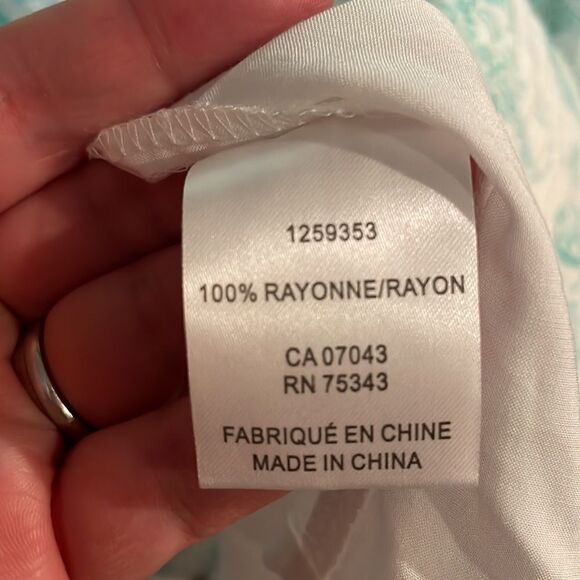 1259353
100% RAYONNE/RAYON
CA 07043
RN 75343
FABRIQUÉ EN CHINE
MADE IN CHINA